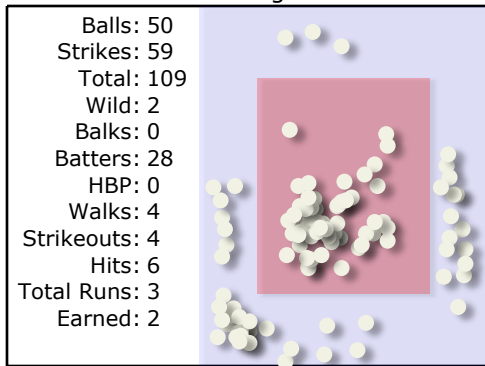 Balls: 50
Strikes: 59
Total: 109
Wild: 2
Balks: 0
Batters: 28
HBP: 0
Walks: 4
Strikeouts: 4
Hits: 6
Total Runs: 3
Earned: 2